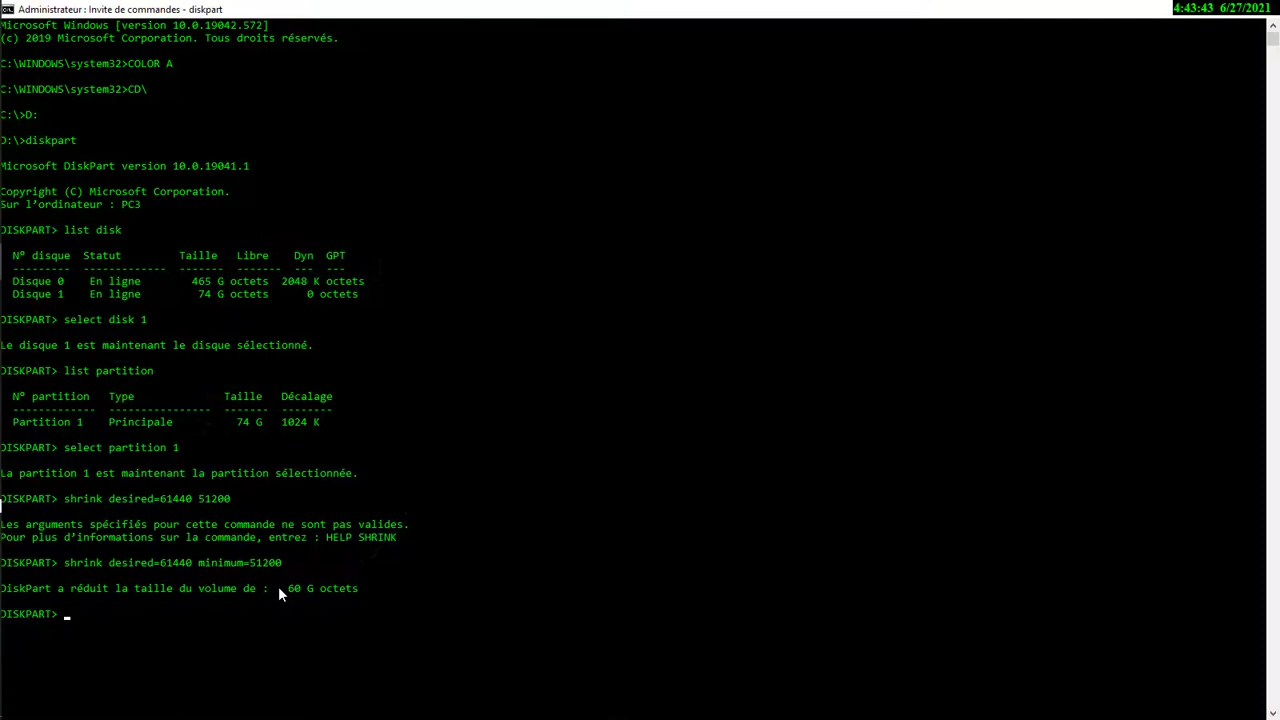 Administrateur : Invite de commandes - diskpart
4:43:43 6/27/2021
Microsoft Windows [version 10.0.19042.572]
(c) 2019 Microsoft Corporation. Tous droits réservés.
C:\WINDOWS\system32>COLOR A
C:\WINDOWS\system32>CD\
C:\>D:
D:\>diskpart
Microsoft DiskPart version 10.0.19041.1
Copyright (C) Microsoft Corporation.
Sur l’ordinateur : PC3
DISKPART> list disk
N° disque  Statut         Taille   Libre    Dyn  GPT
---------  -------------  -------  -------  ---  ---
Disque 0    En ligne        465 G octets  2048 K octets
Disque 1    En ligne         74 G octets      0 octets
DISKPART> select disk 1
Le disque 1 est maintenant le disque sélectionné.
DISKPART> list partition
N° partition   Type              Taille   Décalage
-------------  ----------------  -------  --------
Partition 1    Principale          74 G   1024 K
DISKPART> select partition 1
La partition 1 est maintenant la partition sélectionnée.
DISKPART> shrink desired=61440 51200
Les arguments spécifiés pour cette commande ne sont pas valides.
Pour plus d’informations sur la commande, entrez : HELP SHRINK
DISKPART> shrink desired=61440 minimum=51200
DiskPart a réduit la taille du volume de :   60 G octets
DISKPART>